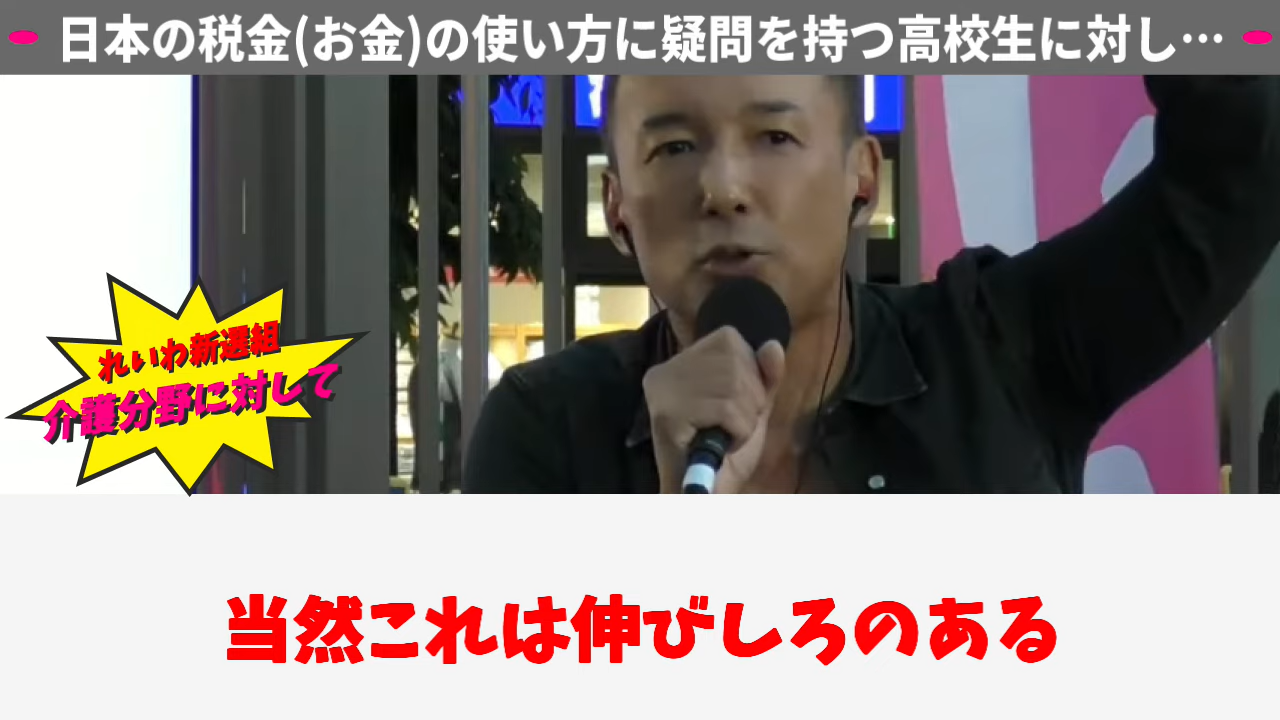 日本の税金(お金)の使い方に疑問を持つ高校生に対し…
れいわ新選組
介護分野に対して
当然これは伸びしろのある